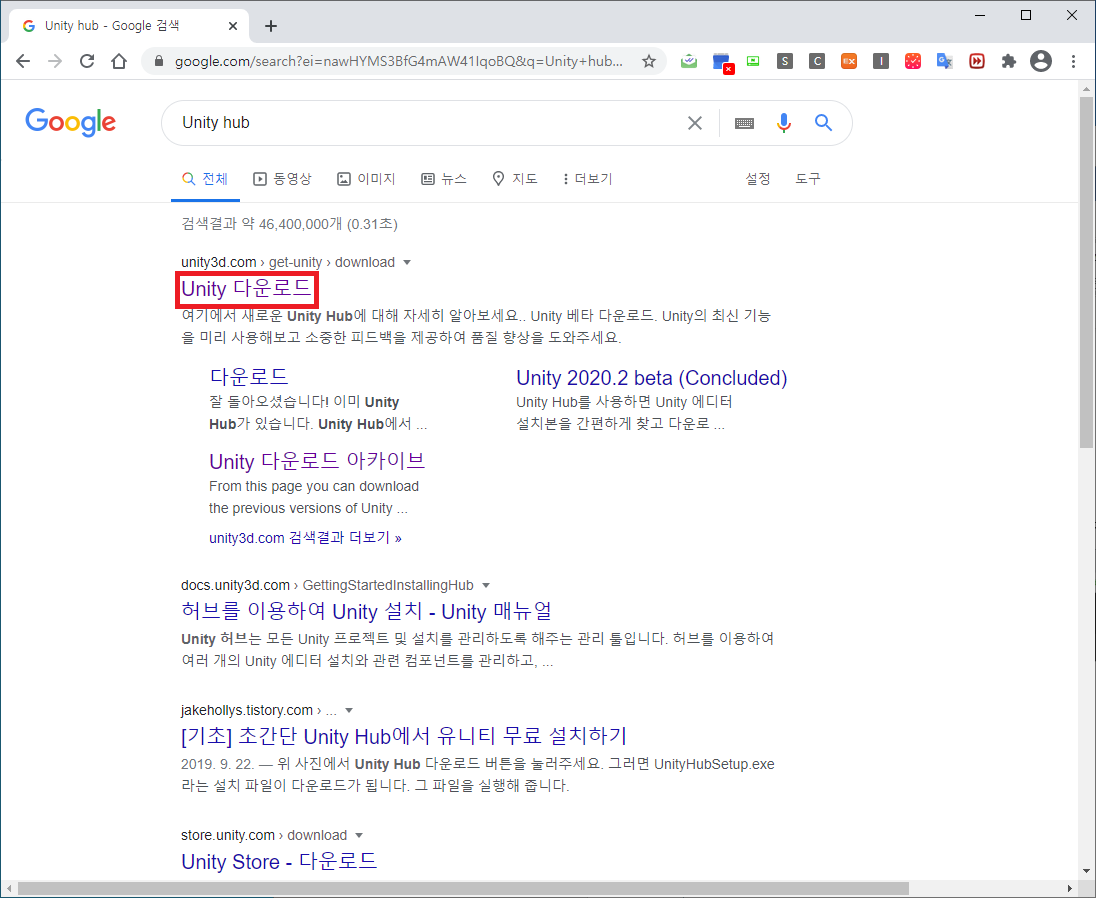 Unity hub - Google 검색
google.com/search?ei=nawHYMS3BfG4mAW41IqoBQ&q=Unity+hub...
Google
Unity hub
전체 동영상 이미지 뉴스 지도 더보기 설정 도구
검색결과 약 46,400,000개 (0.31초)
unity3d.com › get-unity › download
Unity 다운로드
여기에서 새로운 Unity Hub에 대해 자세히 알아보세요.. Unity 베타 다운로드. Unity의 최신 기능
을 미리 사용해보고 소중한 피드백을 제공하여 품질 향상을 도와주세요.
다운로드
잘 돌아오셨습니다! 이미 Unity
Hub가 있습니다. Unity Hub에서 ...
Unity 2020.2 beta (Concluded)
Unity Hub를 사용하면 Unity 에디터
설치본을 간편하게 찾고 다운로 ...
Unity 다운로드 아카이브
From this page you can download
the previous versions of Unity ...
unity3d.com 검색결과 더보기 »
docs.unity3d.com › GettingStartedInstallingHub
허브를 이용하여 Unity 설치 - Unity 매뉴얼
Unity 허브는 모든 Unity 프로젝트 및 설치를 관리하도록 해주는 관리 툴입니다. 허브를 이용하여
여러 개의 Unity 에디터 설치와 관련 컴포넌트를 관리하고, ...
jakehollys.tistory.com › ...
[기초] 초간단 Unity Hub에서 유니티 무료 설치하기
2019. 9. 22. — 위 사진에서 Unity Hub 다운로드 버튼을 눌러주세요. 그러면 UnityHubSetup.exe
라는 설치 파일이 다운로드가 됩니다. 그 파일을 실행해 줍니다.
store.unity.com › download
Unity Store - 다운로드